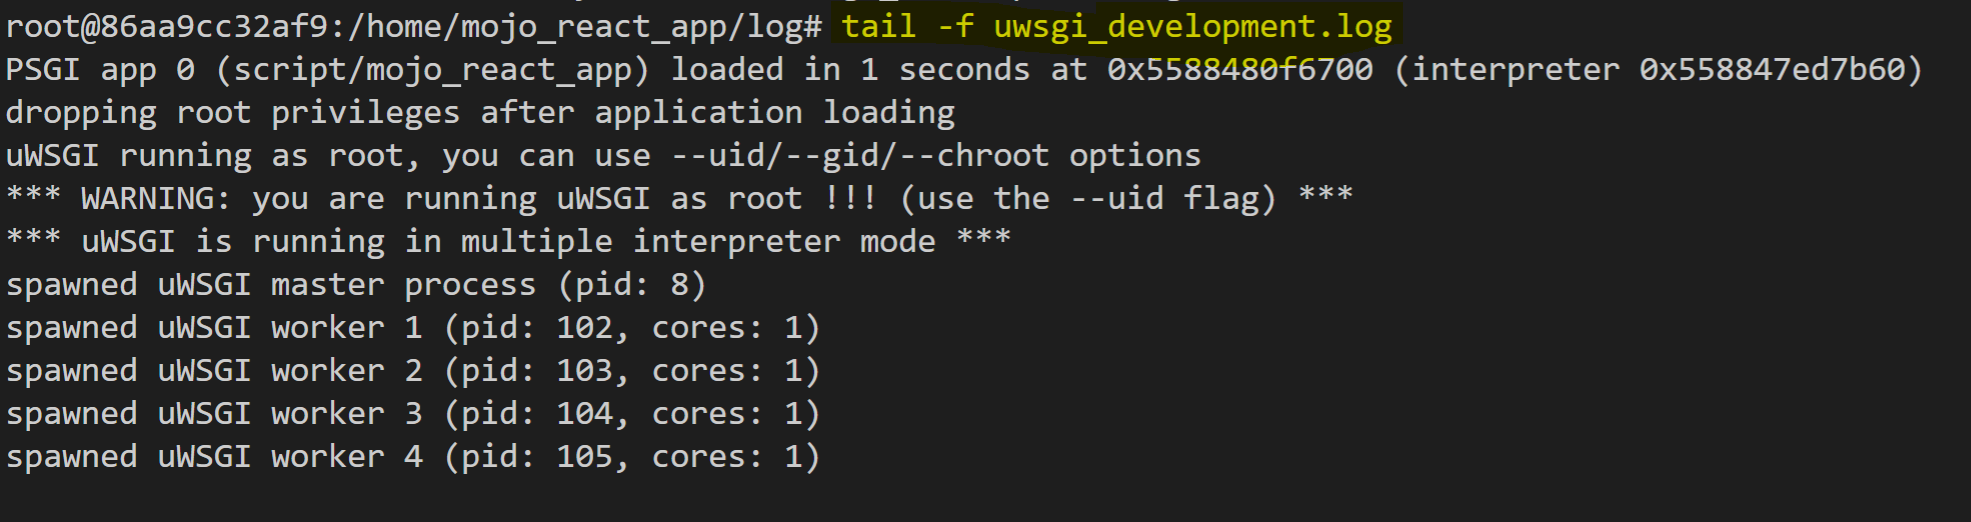 root@86aa9cc32af9:/home/mojo_react_app/log# tail -f uwsgi_development.log
PSGI app 0 (script/mojo_react_app) loaded in 1 seconds at 0x5588480f6700 (interpreter 0x558847ed7b60)
dropping root privileges after application loading
uWSGI running as root, you can use --uid/--gid/--chroot options
*** WARNING: you are running uWSGI as root !!! (use the --uid flag) ***
*** uWSGI is running in multiple interpreter mode ***
spawned uWSGI master process (pid: 8)
spawned uWSGI worker 1 (pid: 102, cores: 1)
spawned uWSGI worker 2 (pid: 103, cores: 1)
spawned uWSGI worker 3 (pid: 104, cores: 1)
spawned uWSGI worker 4 (pid: 105, cores: 1)